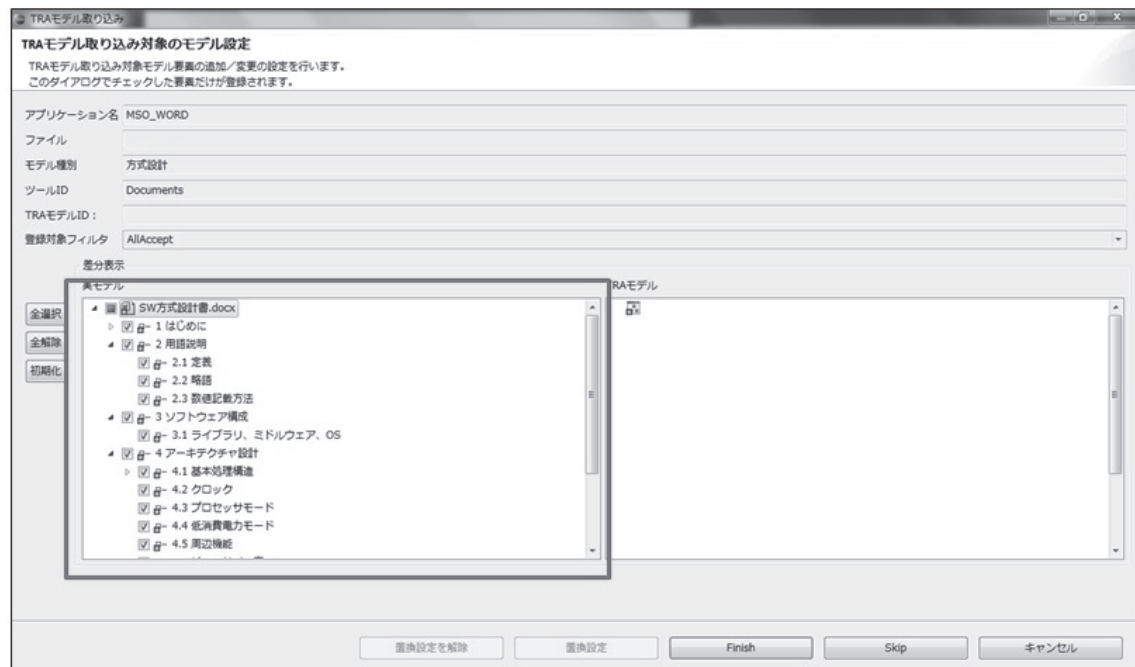 TRAモデル取り込み
TRAモデル取り込み対象のモデル設定
TRAモデル取り込み対象モデル要素の追加／変更の設定を行います。
このダイアログでチェックした要素だけが登録されます。
アプリケーション名 MSO_WORD
ファイル
モデル種別 方式設計
ツールID Documents
TRAモデルID：
登録対象フィルタ AllAccept
差分表示
実モデル
RAモデル
全選択
全解除
初期化
SW方式設計書.docx
1 はじめに
2 用語説明
2.1 定義
2.2 略語
2.3 数値記載方法
3 ソフトウェア構成
3.1 ライブラリ、ミドルウェア、OS
4 アーキテクチャ設計
4.1 基本処理構造
4.2 クロック
4.3 プロセッサモード
4.4 低消費電力モード
4.5 周辺機能
置換設定を解除 置換設定 Finish Skip キャンセル